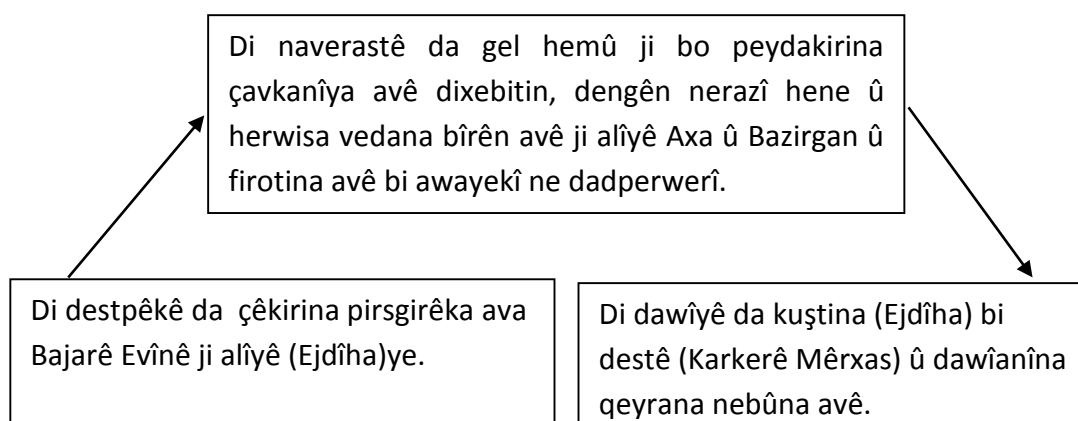 Di naverastê da gel hemû ji bo peydakirina
çavkanîya avê dixebitin, dengên nerazî hene û
herwisa vedana bîrên avê ji alîyê Axa û Bazirgan û
firotina avê bi awayekî ne dadperwerî.
Di destpêkê da çêkirina pirsgirêka ava
Bajarê Evînê ji alîyê (Ejdîha)ye.
Di dawîyê da kuştina (Ejdîha) bi
destê (Karkerê Mêrxas) û dawîanîna
qeyrana nebûna avê.